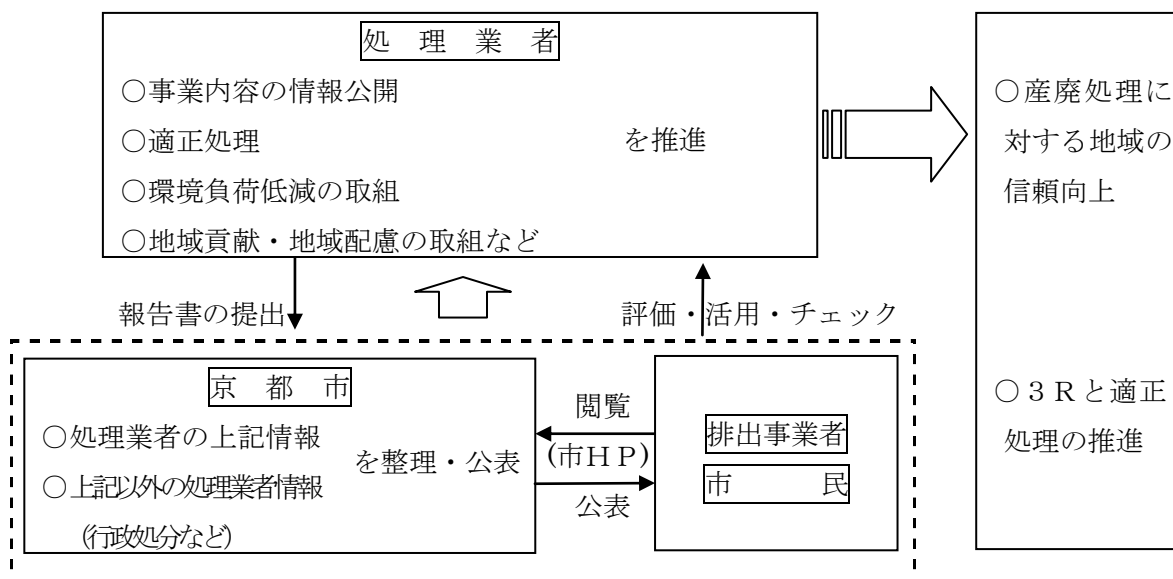 処理業者
○事業内容の情報公開
○適正処理
を推進
○環境負荷低減の取組
○地域貢献・地域配慮の取組など
報告書の提出
評価・活用・チェック
京都市
○処理業者の上記情報
を整理・公表
○上記以外の処理業者情報
(行政処分など)
閲覧
(市HP)
公表
排出事業者
市民
○産廃処理に
対する地域の
信頼向上
○3Rと適正
処理の推進